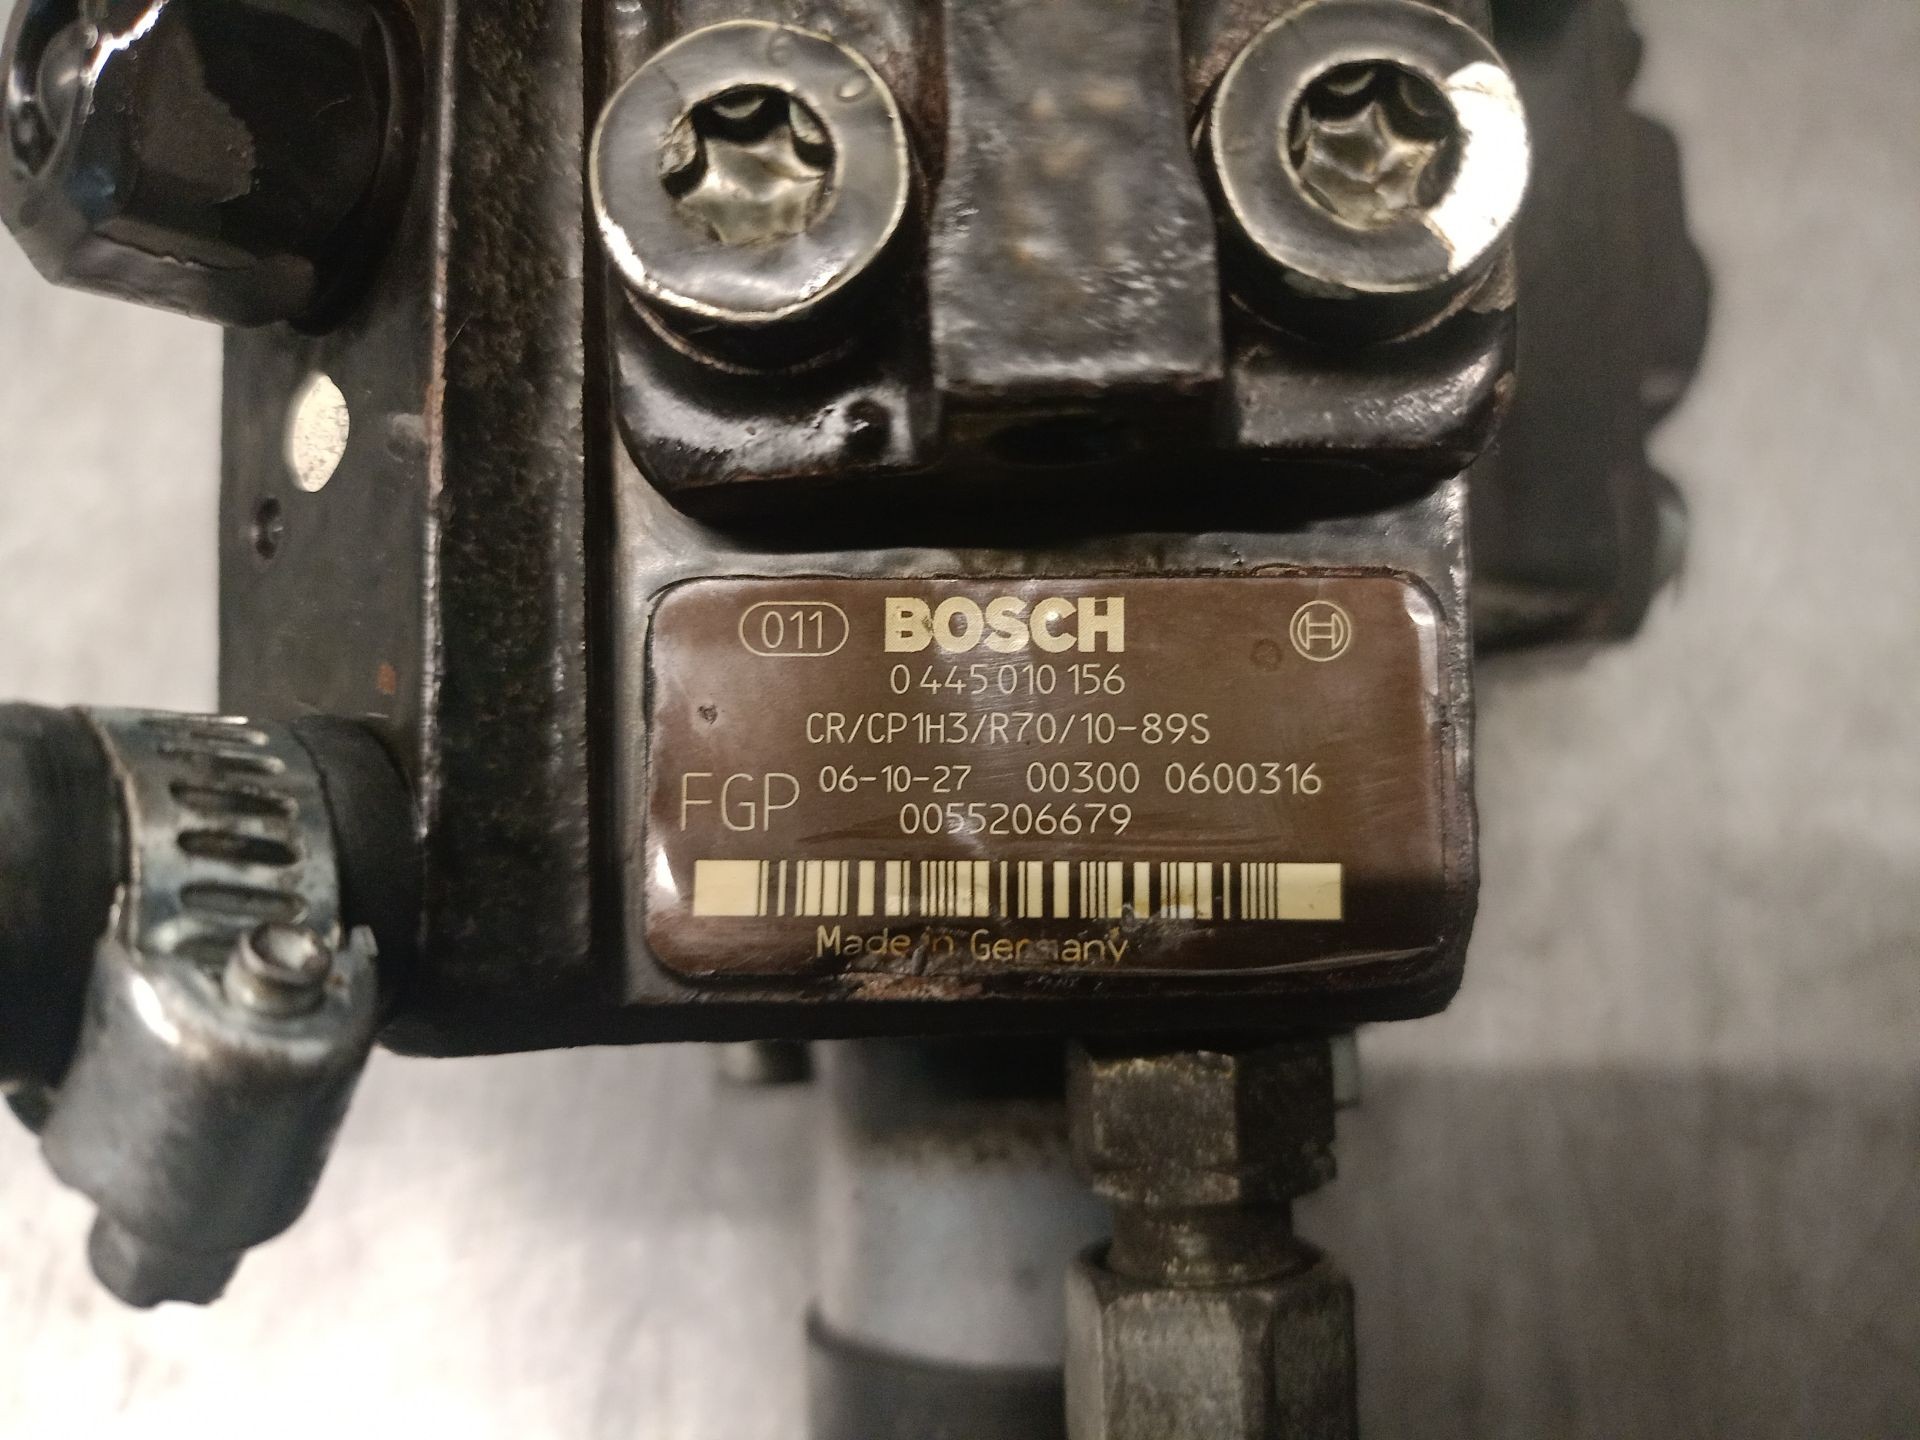 011 BOSCH
0 445 010 156
CR/CP1H3/R70/10-89S
FGP 06-10-27 00300 0600316
0055206679
Made in Germany